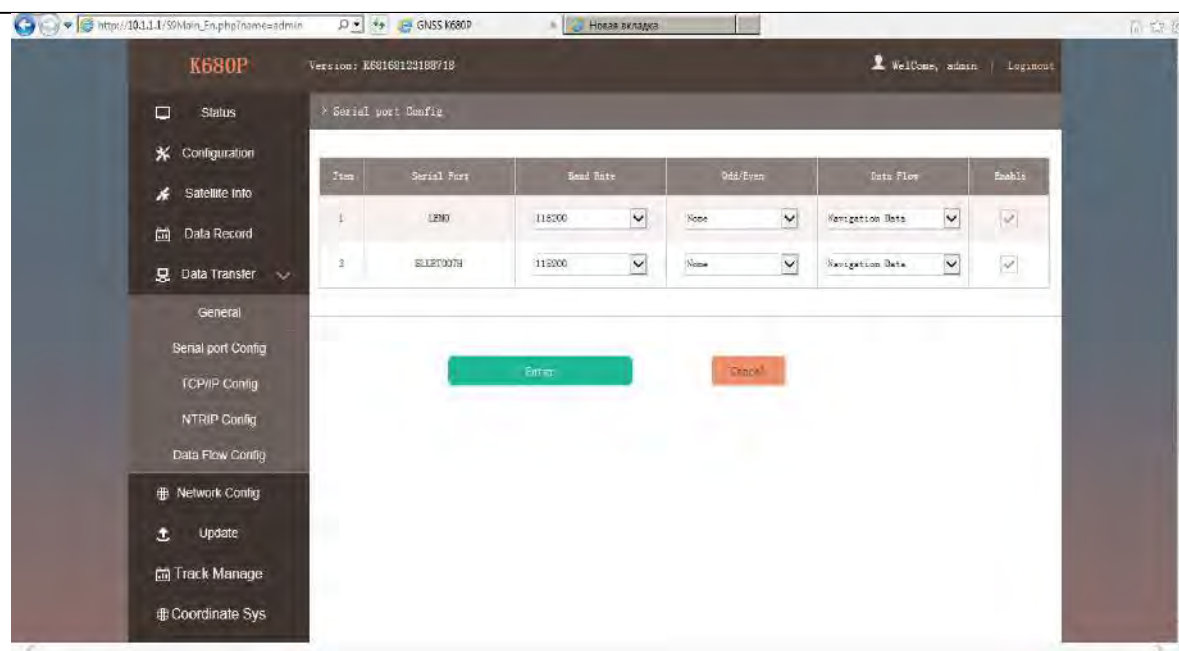 http://10.1.1.1/S9Main_En.php?name=admin
GNSS K680P
Новая вкладка
K680P
Version: K68168123188718
WelCome, admin | Loginout
Status
> Serial port Config
Configuration
Item Serial Port Baud Rate Odd/Even Data Flow Enable
Satellite Info
1 LEMO 115200 None Navigation Data
Data Record
2 BLUETOOTH 115200 None Navigation Data
Data Transfer
General
Serial port Config
Enter Cancel
TCP/IP Config
NTRIP Config
Data Flow Config
Network Config
Update
Track Manage
Coordinate Sys